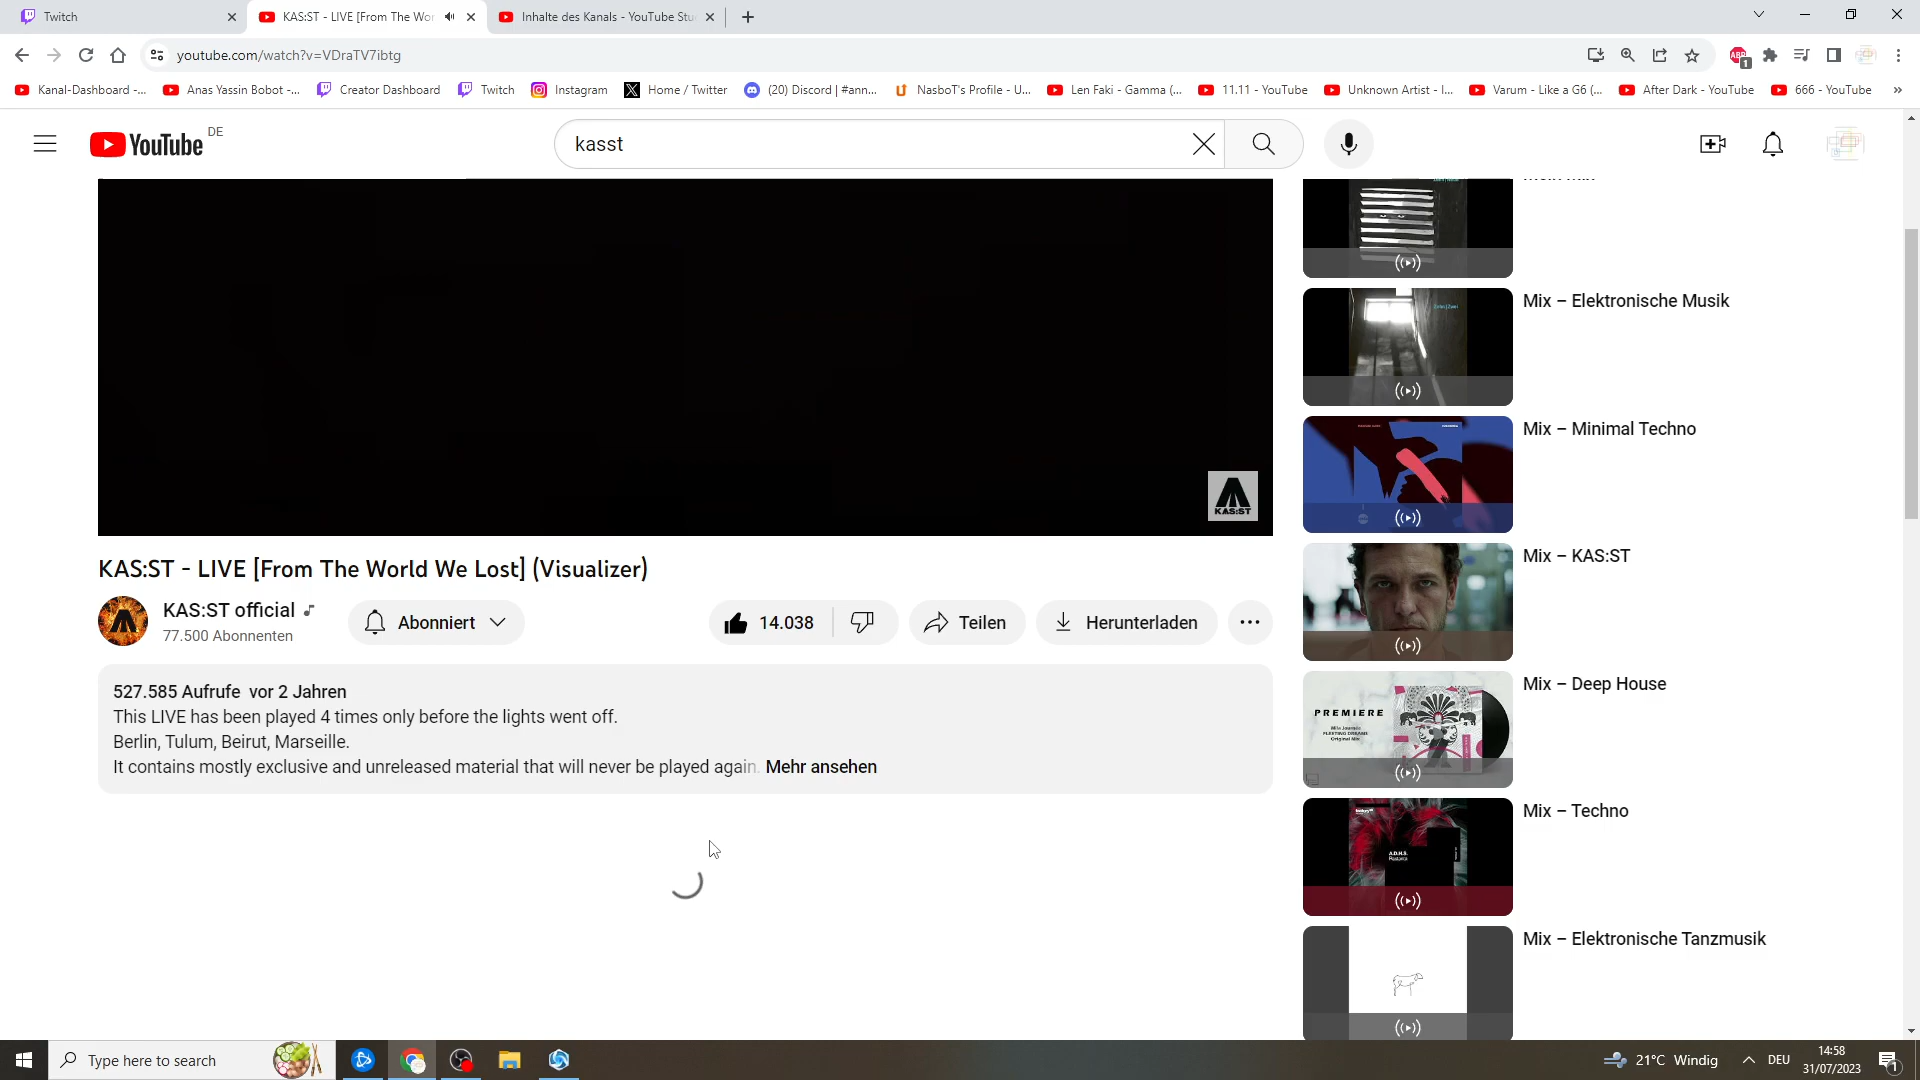 Twitch
KAS:ST - LIVE [From The Wor
Inhalte des Kanals - YouTube Stu
youtube.com/watch?v=VDraTV7ibtg
ABP
1
Kanal-Dashboard -...
Anas Yassin Bobot -...
Creator Dashboard
Twitch
Instagram
Home / Twitter
(20) Discord | #ann...
NasboT's Profile - U...
Len Faki - Gamma (...
11.11 - YouTube
Unknown Artist - I...
Varum - Like a G6 (...
After Dark - YouTube
666 - YouTube
YouTube
DE
kasst
Mix – Elektronische Musik
Mix – Minimal Techno
KAS:ST
KAS:ST - LIVE [From The World We Lost] (Visualizer)
Mix – KAS:ST
KAS:ST official
77.500 Abonnenten
Abonniert
14.038
Teilen
Herunterladen
527.585 Aufrufe vor 2 Jahren
This LIVE has been played 4 times only before the lights went off.
Berlin, Tulum, Beirut, Marseille.
It contains mostly exclusive and unreleased material that will never be played again. Mehr ansehen
Mix – Deep House
PREMIERE
Original Mix
Mix – Techno
A.D.H.S.
Mix – Elektronische Tanzmusik
Type here to search
21°C Windig
DEU
14:58
31/07/2023
1